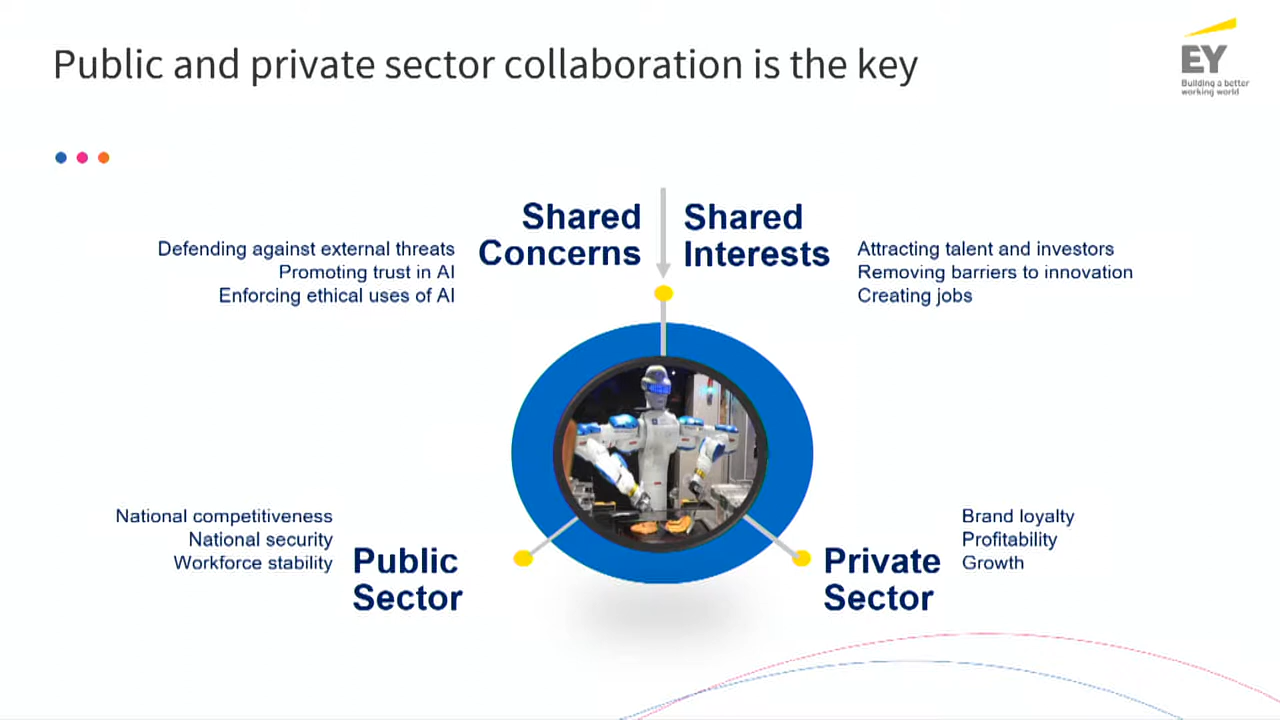 Public and private sector collaboration is the key
EY
Building a better
working world
Shared
Concerns
Defending against external threats
Promoting trust in AI
Enforcing ethical uses of AI
Shared
Interests
Attracting talent and investors
Removing barriers to innovation
Creating jobs
National competitiveness
National security
Workforce stability
Public
Sector
Private
Sector
Brand loyalty
Profitability
Growth